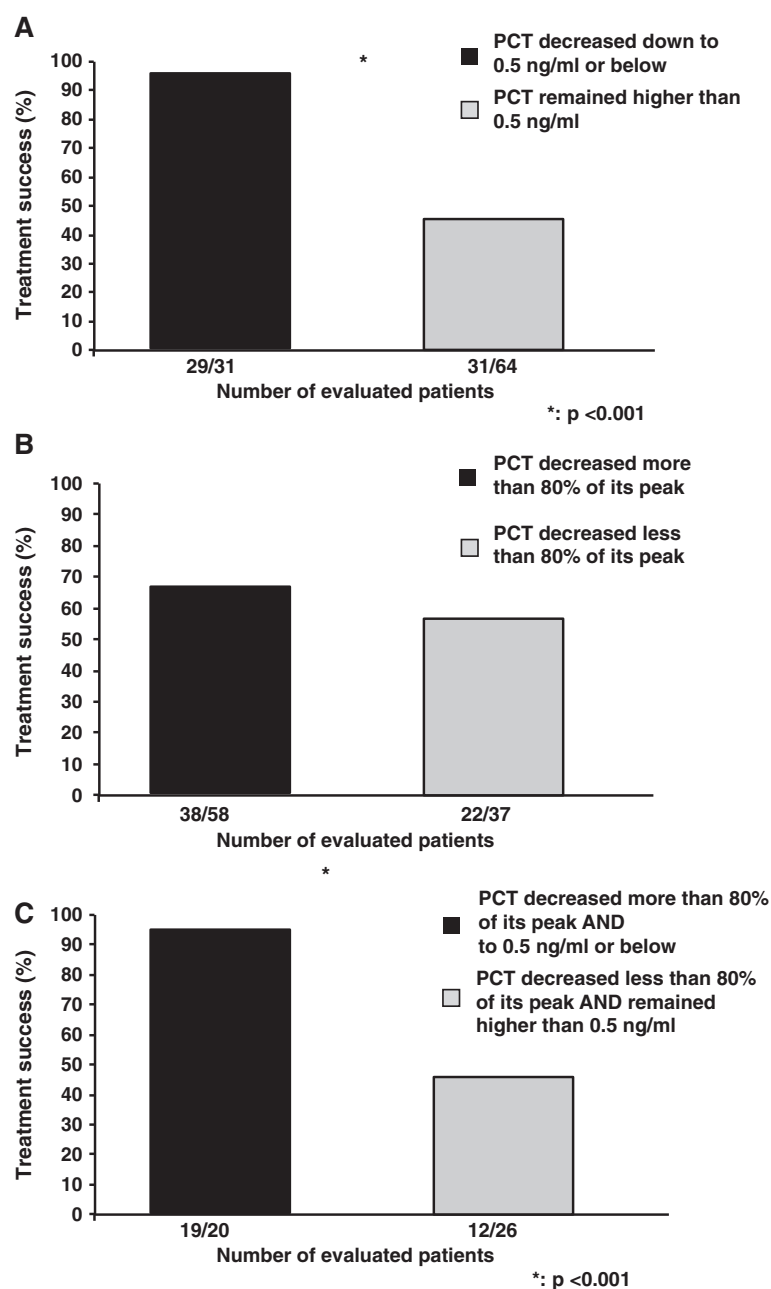 A
Treatment success (%)
100
90
80
70
60
50
40
30
20
10
0
*
PCT decreased down to
0.5 ng/ml or below
PCT remained higher than
0.5 ng/ml
29/31
31/64
Number of evaluated patients
*: p <0.001
B
Treatment success (%)
100
90
80
70
60
50
40
30
20
10
0
PCT decreased more
than 80% of its peak
PCT decreased less
than 80% of its peak
38/58
22/37
Number of evaluated patients
*
C
Treatment success (%)
100
90
80
70
60
50
40
30
20
10
0
PCT decreased more than 80%
of its peak AND
to 0.5 ng/ml or below
PCT decreased less than 80%
of its peak AND remained
higher than 0.5 ng/ml
19/20
12/26
Number of evaluated patients
*: p <0.001